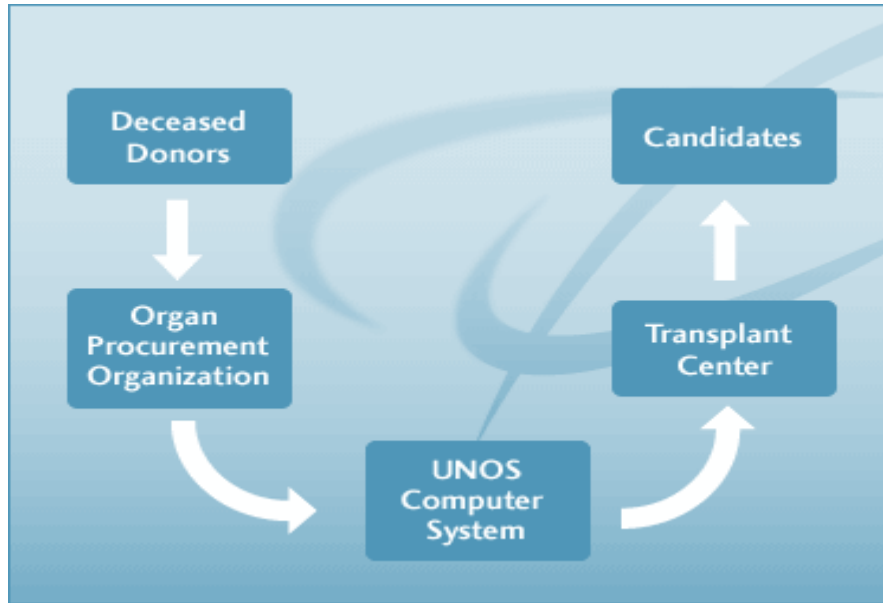 Deceased
Donors
Organ
Procurement
Organization
UNOS
Computer
System
Transplant
Center
Candidates